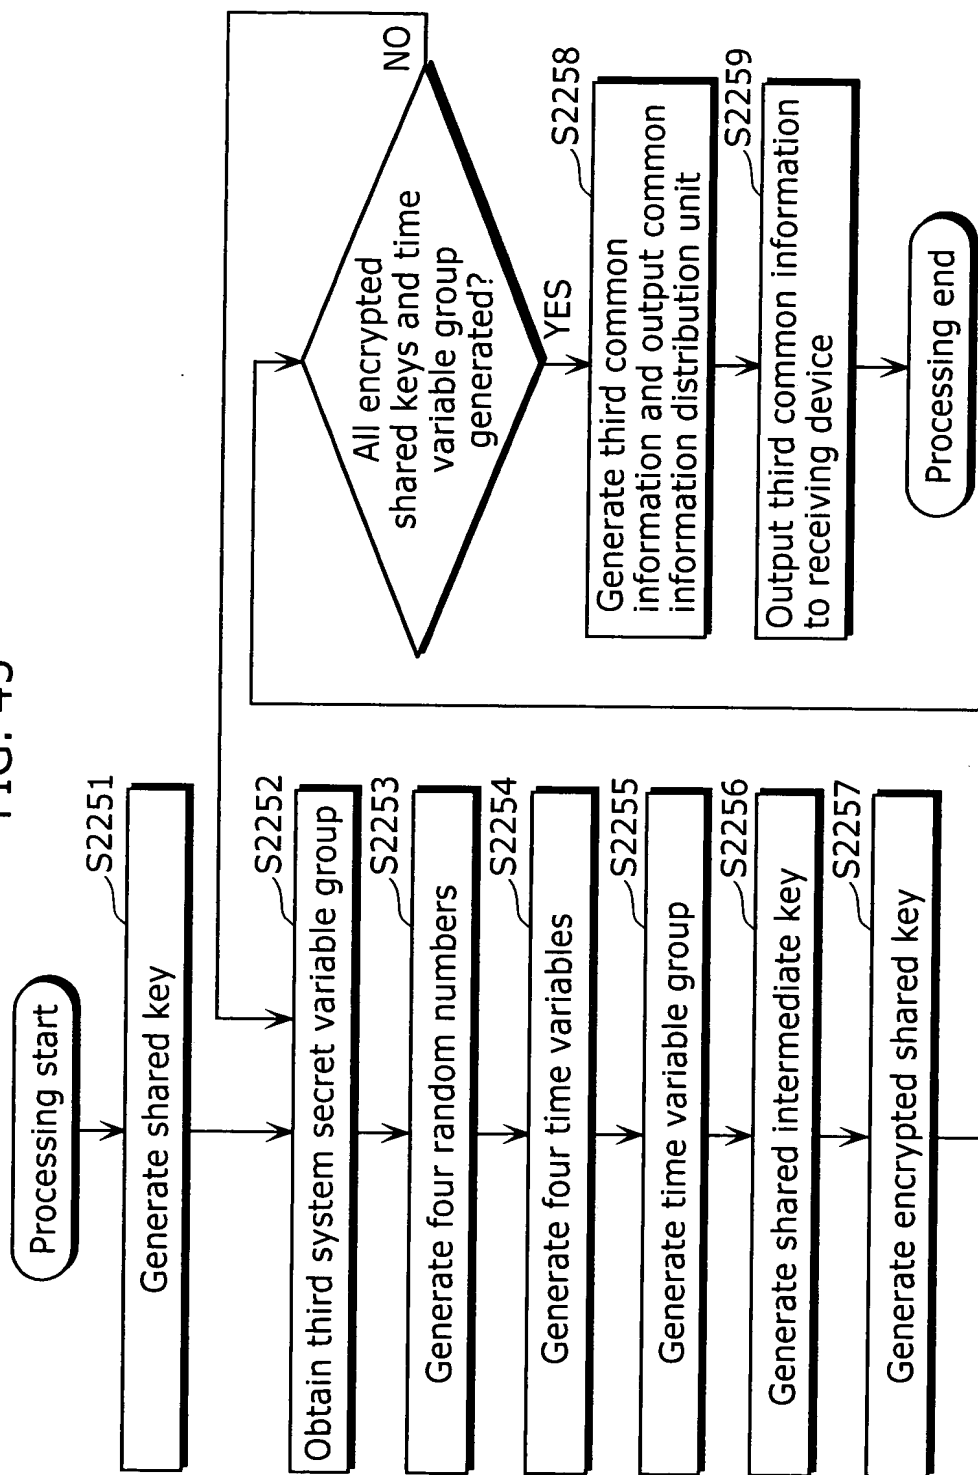 FIG.
Processing start
S2251
Generate shared key
S2252
Obtain third system secret variable group
S2253
Generate four random numbers
S2254
Generate four time variables
S2255
Generate time variable group
S2256
Generate shared intermediate key
S2257
Generate encrypted shared key
All encrypted
shared keys and time
variable group
generated?
NO
YES
S2258
Generate third common
information and output common
information distribution unit
S2259
Output third common information
to receiving device
Processing end